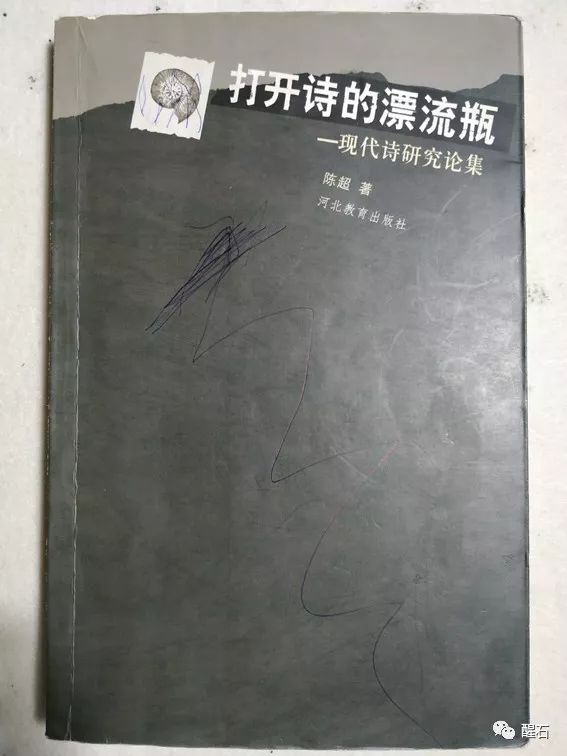 打开诗的漂流瓶
—现代诗研究论集
陈超 著
河北教育出版社
醒石